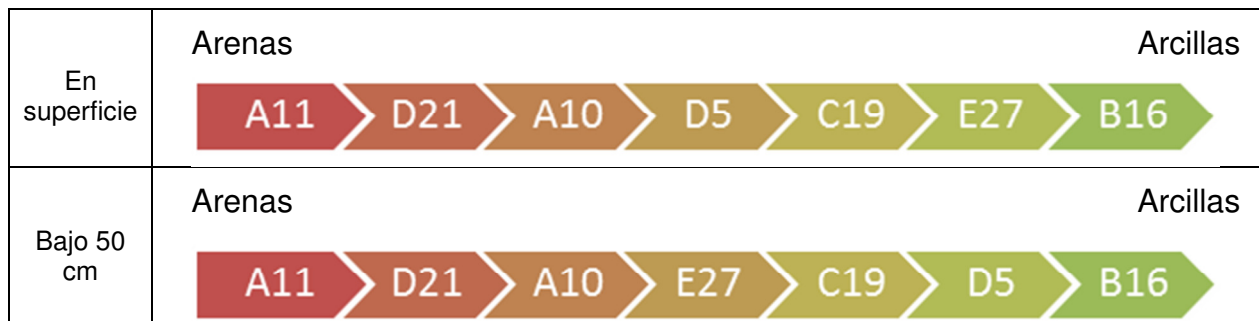 En
superficie
Arenas Arcillas
A11 D21 A10 D5 C19 E27 B16
Bajo 50
cm
Arenas Arcillas
A11 D21 A10 E27 C19 D5 B16